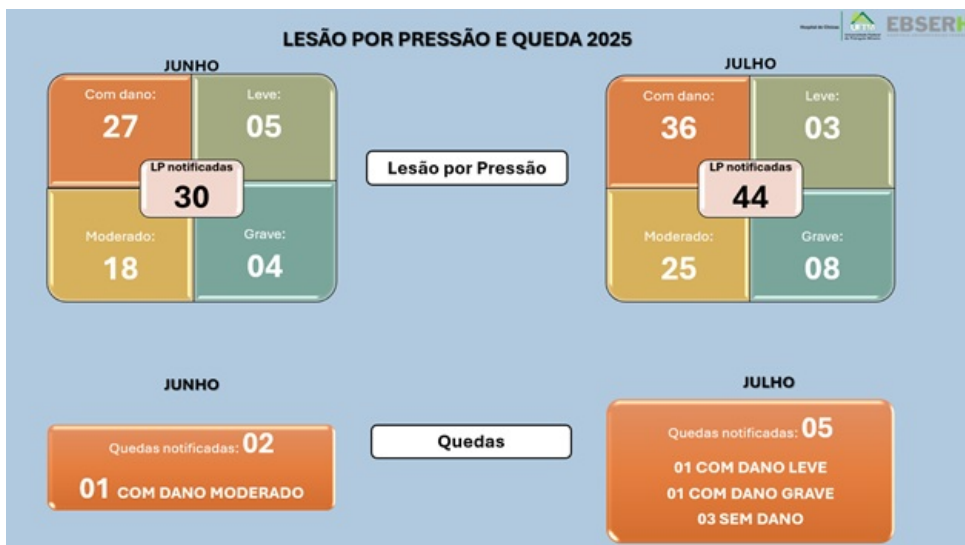 Hospital de Clínicas
EBSERH
LESÃO POR PRESSÃO E QUEDA 2025
JUNHO
Com dano:
27
Leve:
05
LP notificadas
30
Moderado:
18
Grave:
04
Lesão por Pressão
JULHO
Com dano:
36
Leve:
03
LP notificadas
44
Moderado:
25
Grave:
08
JUNHO
Quedas notificadas: 02
01 COM DANO MODERADO
Quedas
JULHO
Quedas notificadas: 05
01 COM DANO LEVE
01 COM DANO GRAVE
03 SEM DANO